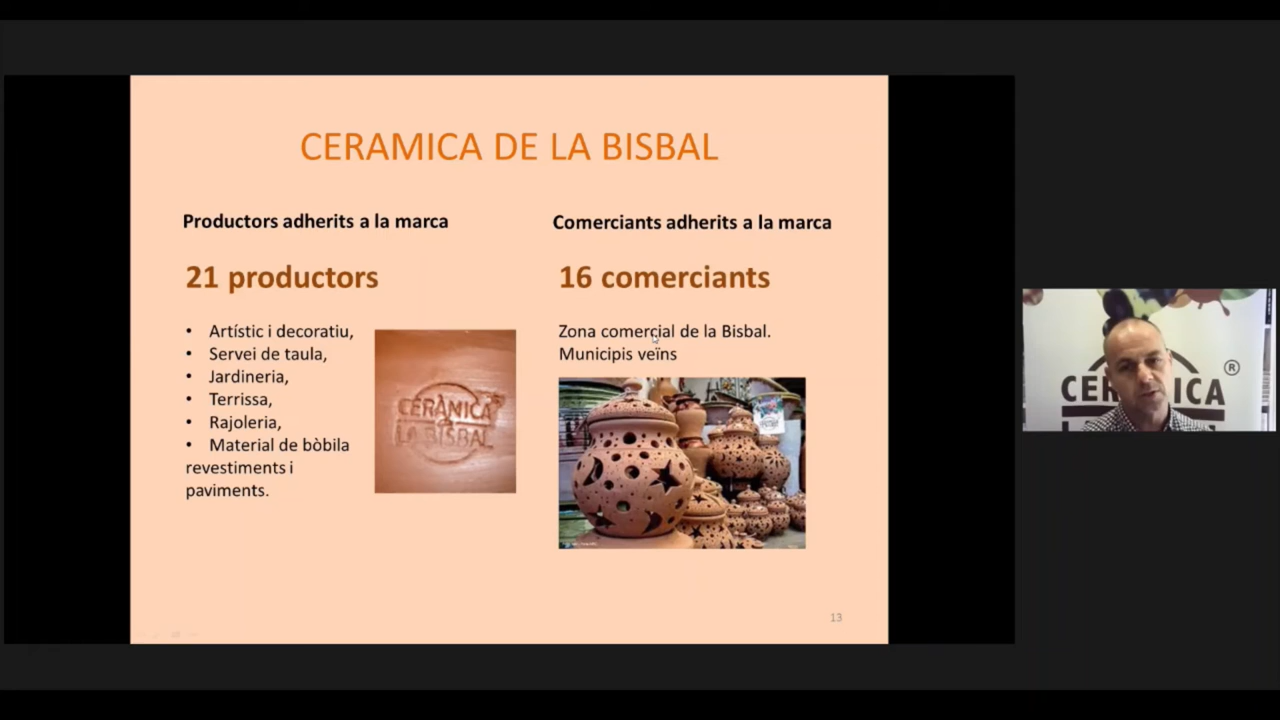 CERAMICA DE LA BISBAL
Productors adherits a la marca
21 productors
• Artístic i decoratiu,
• Servei de taula,
• Jardineria,
• Terrissa,
• Rajoleria,
• Material de bòbila
revestiments i
paviments.
CERÀMICA
LA BISBAL
Comerciants adherits a la marca
16 comerciants
Zona comercial de la Bisbal.
Municipis veïns
13
®